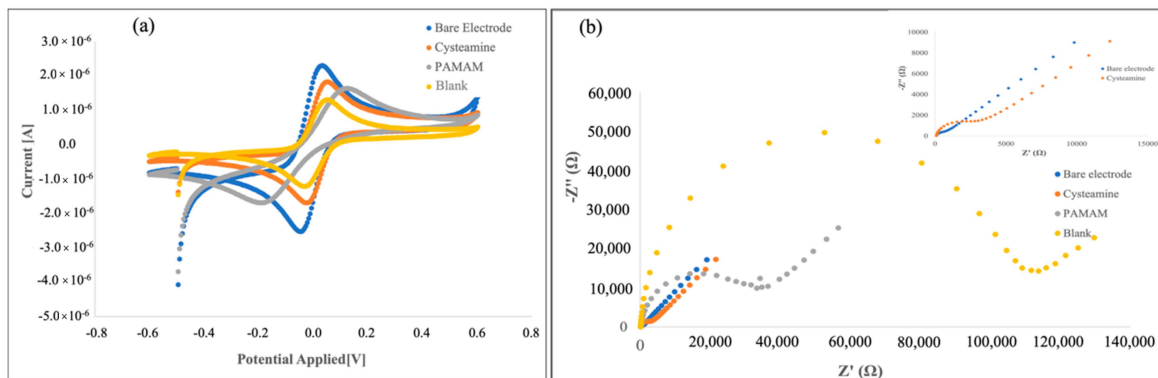 (a)
Bare Electrode
Cysteamine
PAMAM
Blank
3.0 × 10⁻⁶
2.0 × 10⁻⁶
1.0 × 10⁻⁶
0.0
-1.0 × 10⁻⁶
-2.0 × 10⁻⁶
-3.0 × 10⁻⁶
-4.0 × 10⁻⁶
-5.0 × 10⁻⁶
Current [A]
-0.8 -0.6 -0.4 -0.2 0.0 0.2 0.4 0.6 0.8
Potential Applied[V]
(b)
60,000
50,000
40,000
30,000
20,000
10,000
0
-Z'' (Ω)
0 20,000 40,000 60,000 80,000 100,000 120,000 140,000
Z' (Ω)
10000
8000
6000
4000
2000
0
-Z'' (Ω)
0 5000 10000 15000
Z' (Ω)
Bare electrode
Cysteamine
Bare electrode
Cysteamine
PAMAM
Blank